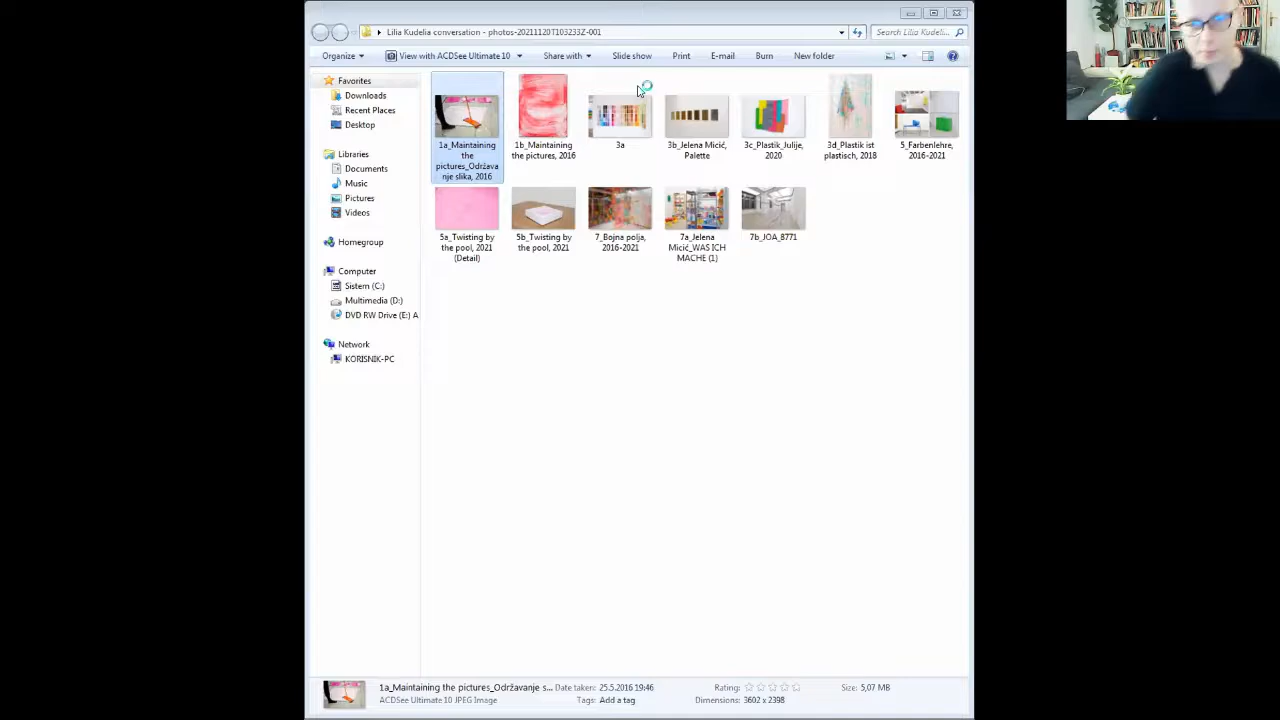 Lilia Kudelia conversation - photos-20211120T103233Z-001
Search Lilia Kudeli...
Organize
View with ACDSee Ultimate 10
Share with
Slide show
Print
E-mail
Burn
New folder
Favorites
Downloads
Recent Places
Desktop
Libraries
Documents
Music
Pictures
Videos
Homegroup
Computer
Sistem (C:)
Multimedia (D:)
DVD RW Drive (E:) A
Network
KORISNIK-PC
1a_Maintaining
the
pictures_Održava
nje slika, 2016
1b_Maintaining
the pictures, 2016
3a
3b_Jelena Micić,
Palette
3c_Plastik_Julije,
2020
3d_Plastik ist
plastisch, 2018
5_Farbenlehre,
2016-2021
5a_Twisting by
the pool, 2021
(Detail)
5b_Twisting by
the pool, 2021
7_Bojna polja,
2016-2021
7a_Jelena
Micić_WAS ICH
MACHE (1)
7b_JOA_8771
1a_Maintaining the pictures_Održavanje s...
ACDSee Ultimate 10 JPEG Image
Date taken: 25.5.2016 19:46
Tags: Add a tag
Rating:
Dimensions: 3602 x 2398
Size: 5,07 MB